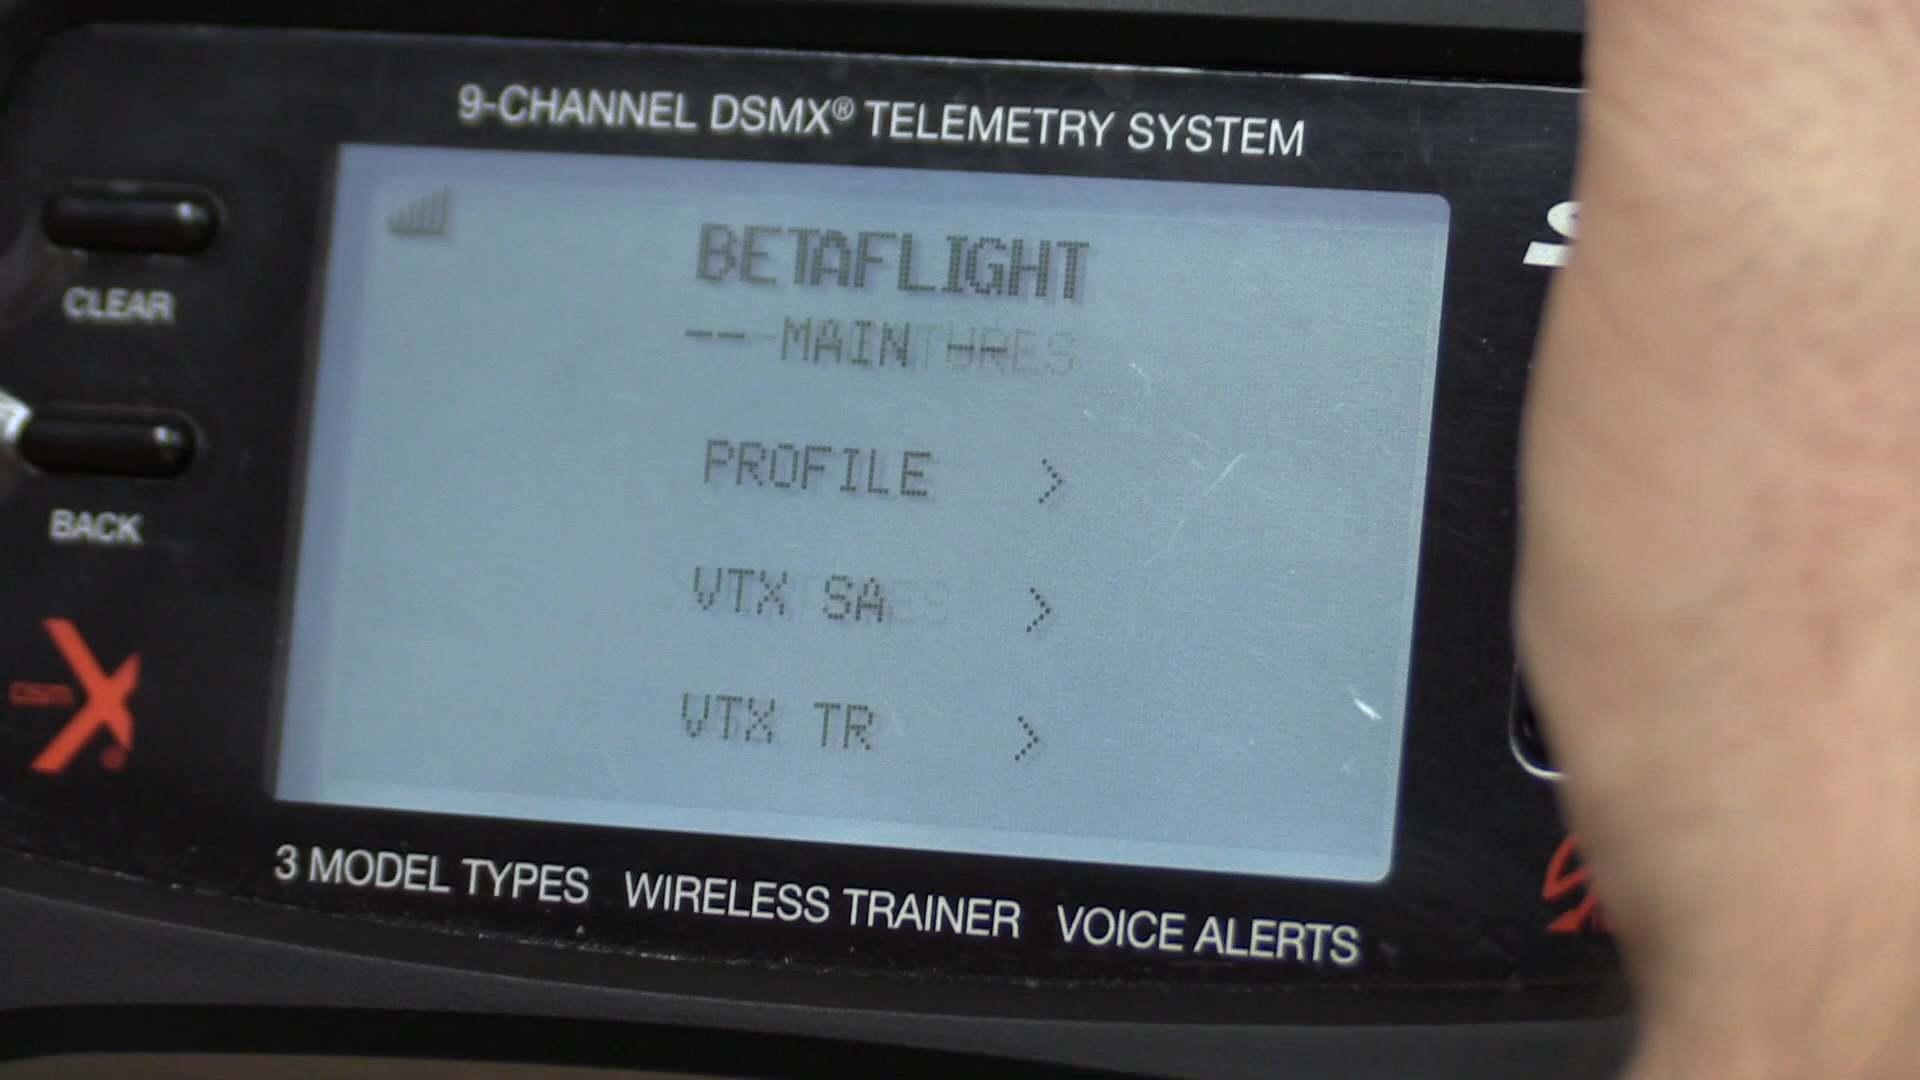 9-CHANNEL DSMX® TELEMETRY SYSTEM
BETAFLIGHT
-- MAIN --
PROFILE >
VTX SA >
VTX TR >
CLEAR
BACK
DSM X®
3 MODEL TYPES WIRELESS TRAINER VOICE ALERTS